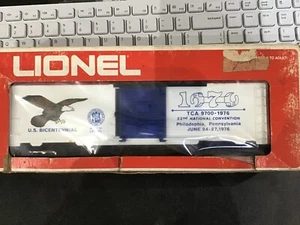 LIONEL
U.S. BICENTENNIAL
1976
TCA 9700-1976
22ND NATIONAL CONVENTION
Philadelphia, Pennsylvania
JUNE 24-27, 1976